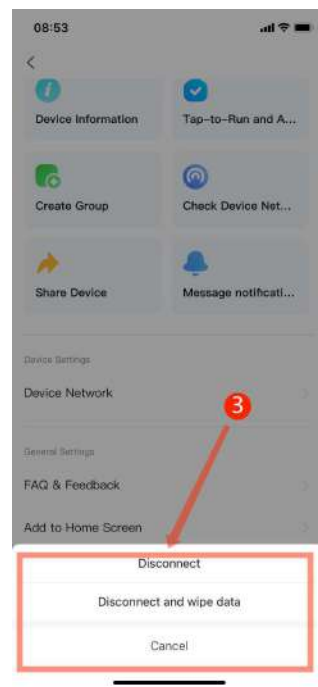 08:53
Device Information
Tap-to-Run and A...
Create Group
Check Device Net...
Share Device
Message notificati...
Device Settings
Device Network
3
General Settings
FAQ & Feedback
Add to Home Screen
Disconnect
Disconnect and wipe data
Cancel